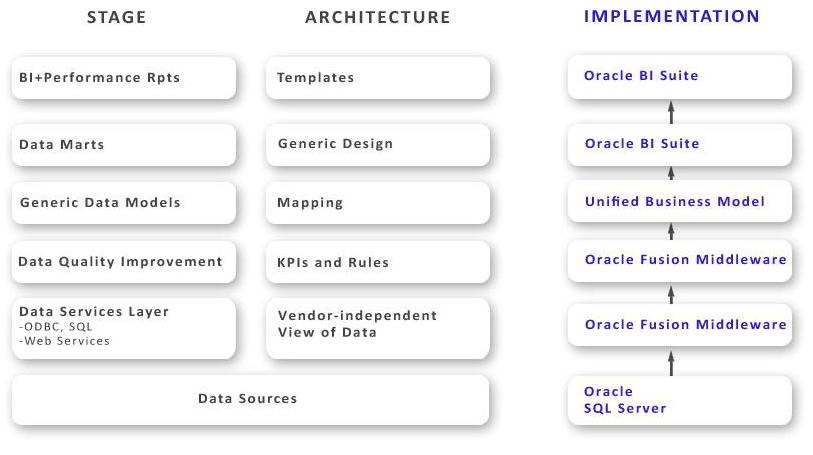 STAGE
ARCHITECTURE
IMPLEMENTATION
BI+Performance Rpts
Templates
Oracle BI Suite
Data Marts
Generic Design
Oracle BI Suite
Generic Data Models
Mapping
Unified Business Model
Data Quality Improvement
KPIs and Rules
Oracle Fusion Middleware
Data Services Layer
-ODBC, SQL
-Web Services
Vendor-independent
View of Data
Oracle Fusion Middleware
Data Sources
Oracle
SQL Server